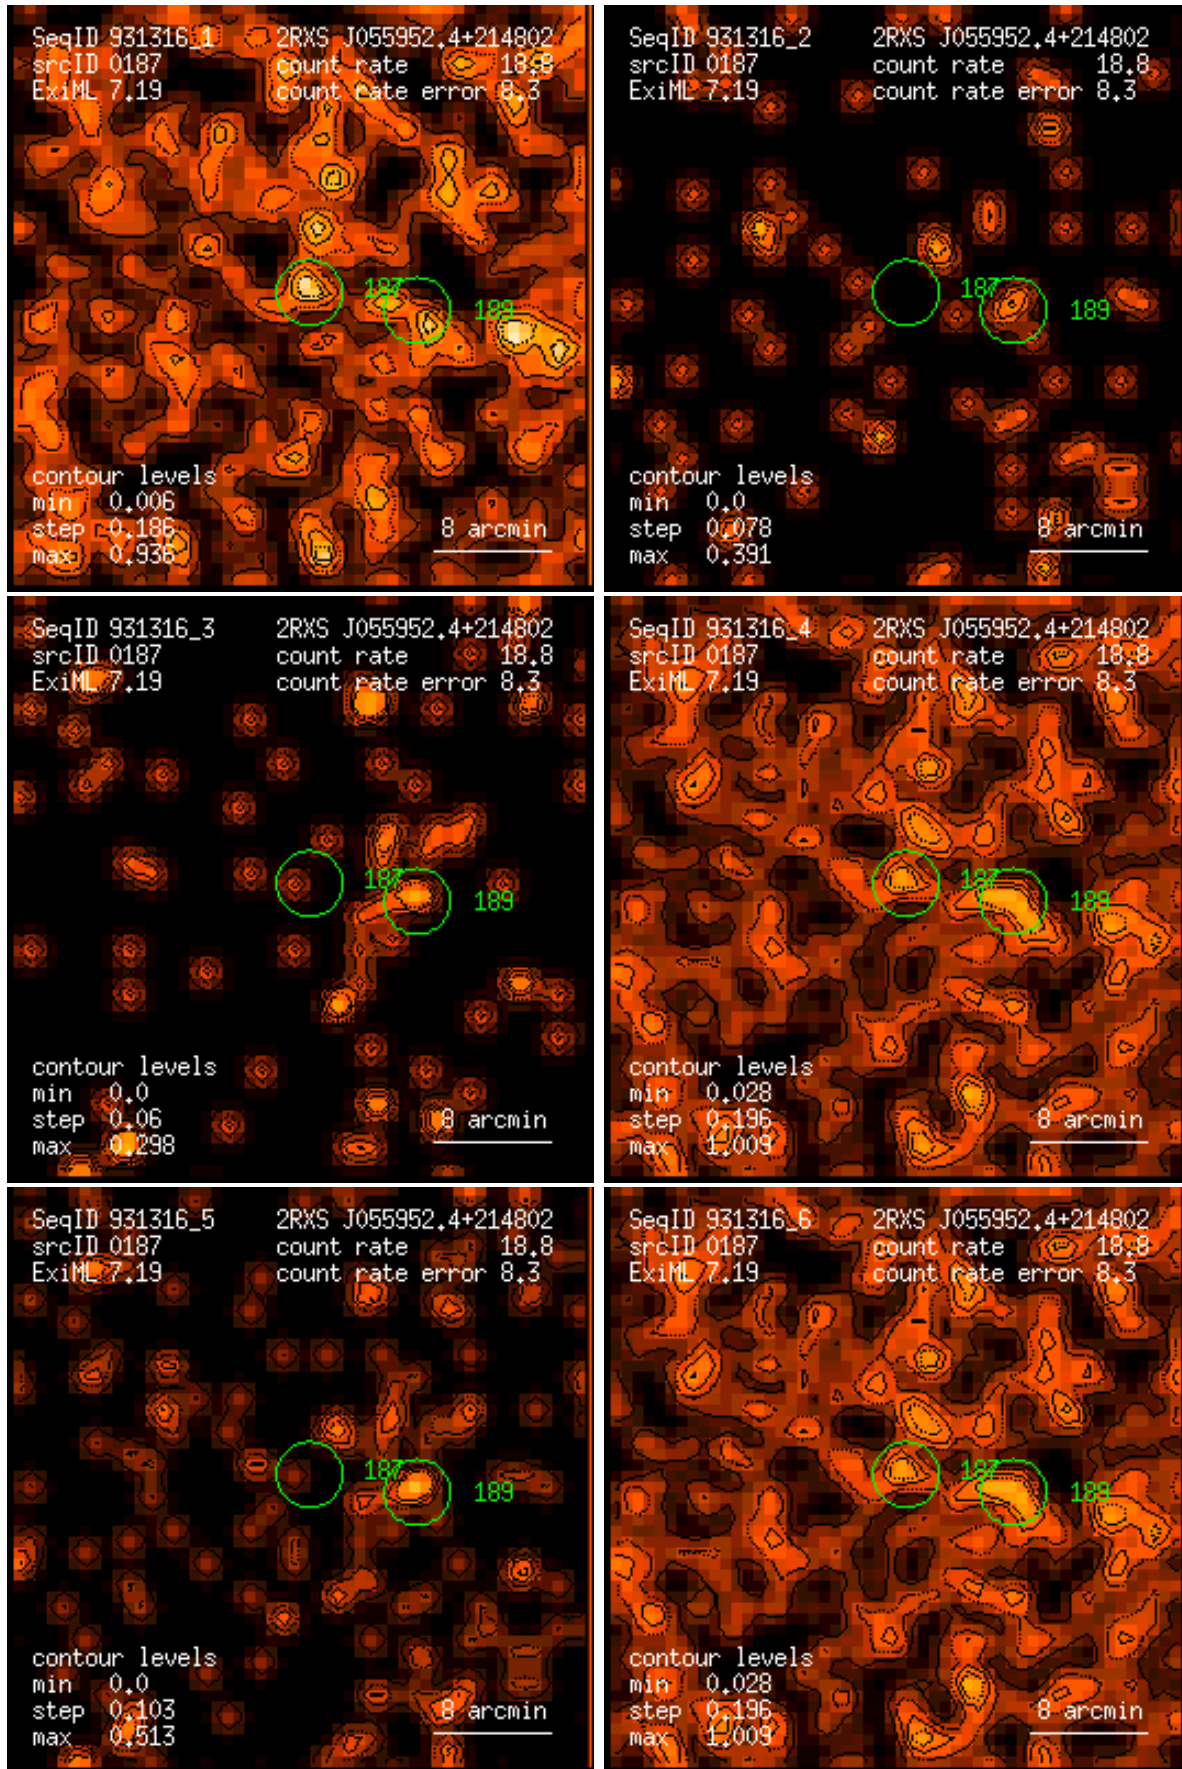 SeqID 931316_1 2RXS J055952.4+214802
srcID 0187 count rate 18.8
ExiML 7.19 count rate error 8.3
187
189
contour levels
min 0.006
step 0.186 8 arcmin
max 0.936
SeqID 931316_2 2RXS J055952.4+214802
srcID 0187 count rate 18.8
ExiML 7.19 count rate error 8.3
187
189
contour levels
min 0.0
step 0.078 8 arcmin
max 0.391
SeqID 931316_3 2RXS J055952.4+214802
srcID 0187 count rate 18.8
ExiML 7.19 count rate error 8.3
187
189
contour levels
min 0.0
step 0.06 8 arcmin
max 0.298
SeqID 931316_4 2RXS J055952.4+214802
srcID 0187 count rate 18.8
ExiML 7.19 count rate error 8.3
187
189
contour levels
min 0.028
step 0.196 8 arcmin
max 1.009
SeqID 931316_5 2RXS J055952.4+214802
srcID 0187 count rate 18.8
ExiML 7.19 count rate error 8.3
187
189
contour levels
min 0.0
step 0.103 8 arcmin
max 0.513
SeqID 931316_6 2RXS J055952.4+214802
srcID 0187 count rate 18.8
ExiML 7.19 count rate error 8.3
187
189
contour levels
min 0.028
step 0.196 8 arcmin
max 1.009